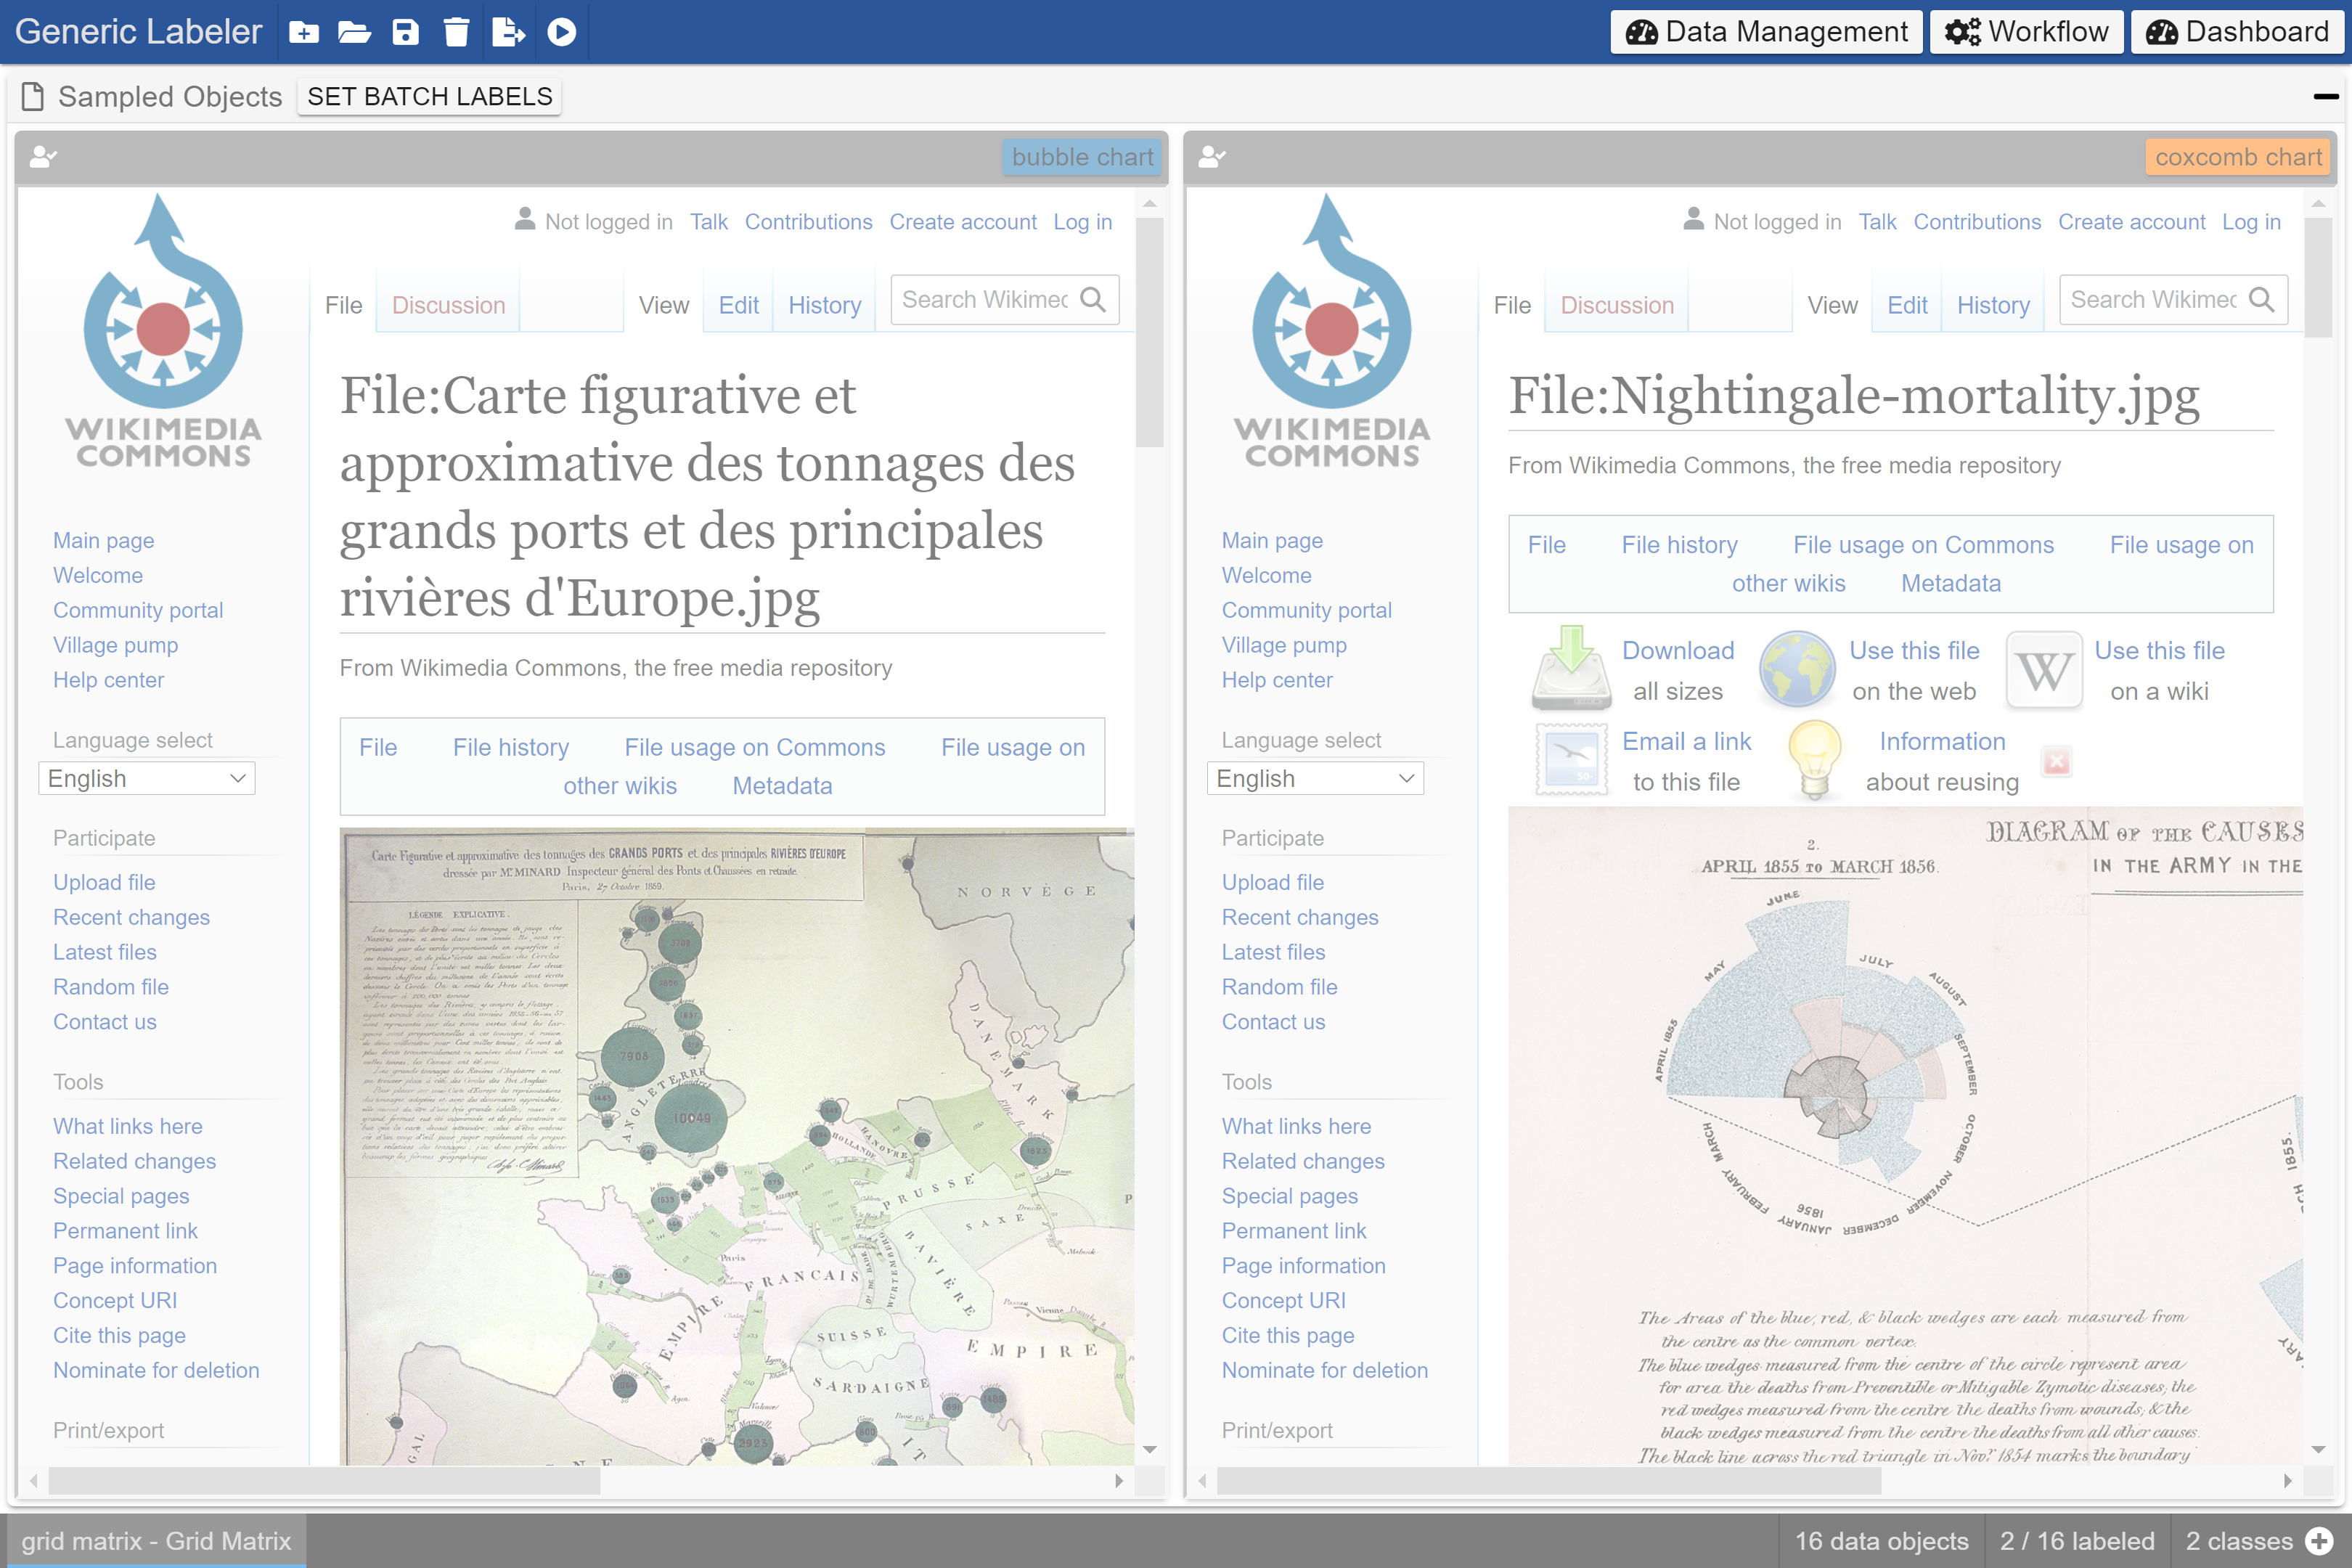 Generic Labeler
Data Management
Workflow
Dashboard
Sampled Objects
SET BATCH LABELS
bubble chart
WIKIMEDIA
COMMONS
Not logged in Talk Contributions Create account Log in
File Discussion View Edit History Search Wikimec
File:Carte figurative et
approximative des tonnages des
grands ports et des principales
rivières d'Europe.jpg
From Wikimedia Commons, the free media repository
File File history File usage on Commons File usage on
other wikis Metadata
Main page
Welcome
Community portal
Village pump
Help center
Language select
English
Participate
Upload file
Recent changes
Latest files
Random file
Contact us
Tools
What links here
Related changes
Special pages
Permanent link
Page information
Concept URI
Cite this page
Nominate for deletion
Print/export
Carte Figurative et approximative des tonnages des GRANDS PORTS et des principales RIVIÈRES D'EUROPE
dressée par Mr. MINARD Inspecteur général des Ponts et Chaussées en retraite
Paris, 27 Octobre 1859.
LÉGENDE EXPLICATIVE.
NORVÈGE
DANEMARK
ANGLETERRE
Londres
7906
10049
1445
HOLLANDE
HANOVRE
PRUSSE
SAXE
BAVIÈRE
WURTEMBERG
Paris
EMPIRE FRANCAIS
SUISSE
Vienne
EMPIRE
SARDAIGNE
2923
coxcomb chart
WIKIMEDIA
COMMONS
Not logged in Talk Contributions Create account Log in
File Discussion View Edit History Search Wikimec
File:Nightingale-mortality.jpg
From Wikimedia Commons, the free media repository
File File history File usage on Commons File usage on
other wikis Metadata
Download
all sizes
Use this file
on the web
W
Use this file
on a wiki
Email a link
to this file
Information
about reusing
Main page
Welcome
Community portal
Village pump
Help center
Language select
English
Participate
Upload file
Recent changes
Latest files
Random file
Contact us
Tools
What links here
Related changes
Special pages
Permanent link
Page information
Concept URI
Cite this page
Nominate for deletion
Print/export
DIAGRAM OF THE CAUSES
IN THE ARMY IN THE
2.
APRIL 1855 TO MARCH 1856.
JUNE
JULY
MAY
AUGUST
APRIL 1855
SEPTEMBER
OCTOBER
NOVEMBER
DECEMBER
JANUARY 1856
FEBRUARY
MARCH
1855.
The Areas of the blue, red, & black wedges are each measured from
the centre as the common vertex.
The blue wedges measured from the centre of the circle represent area
for area the deaths from Preventible or Mitigable Zymotic diseases; the
red wedges measured from the centre the deaths from wounds; & the
black wedges measured from the centre the deaths from all other causes.
The black line across the red triangle in Novr. 1854 marks the boundary
grid matrix - Grid Matrix
16 data objects
2 / 16 labeled
2 classes